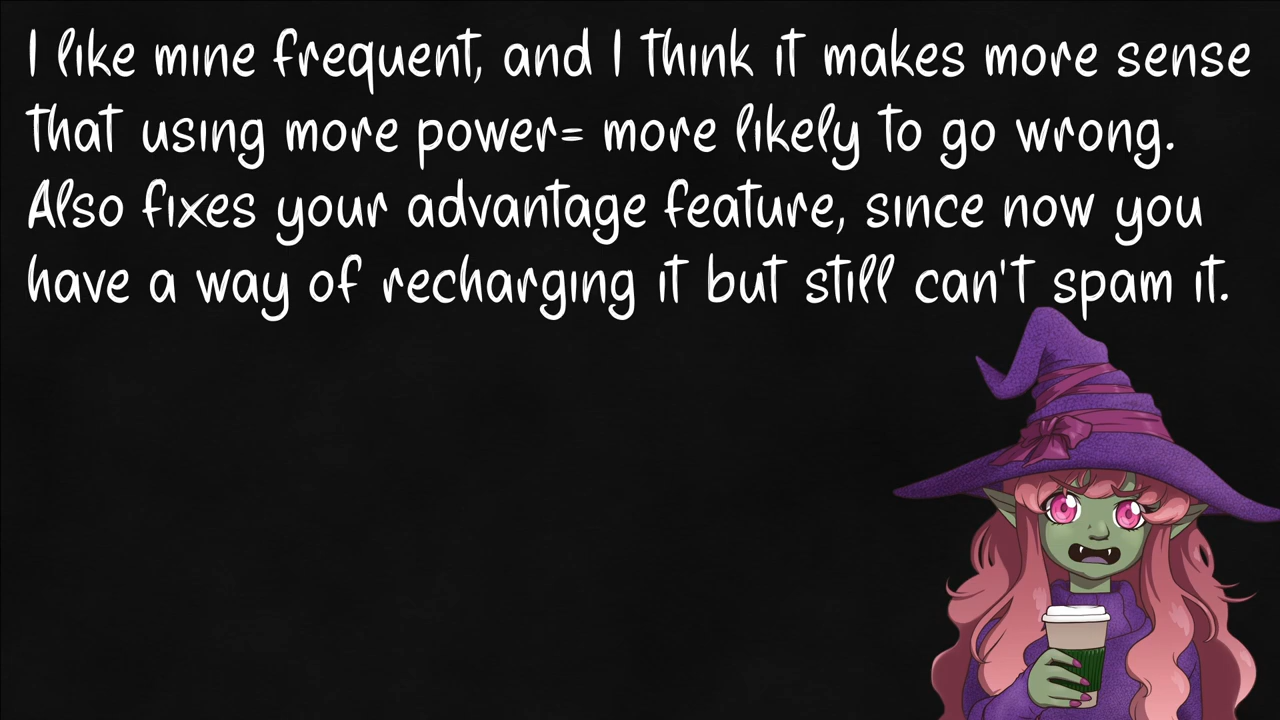 I like mine frequent, and I think it makes more sense
that using more power= more likely to go wrong.
Also fixes your advantage feature, since now you
have a way of recharging it but still can't spam it.